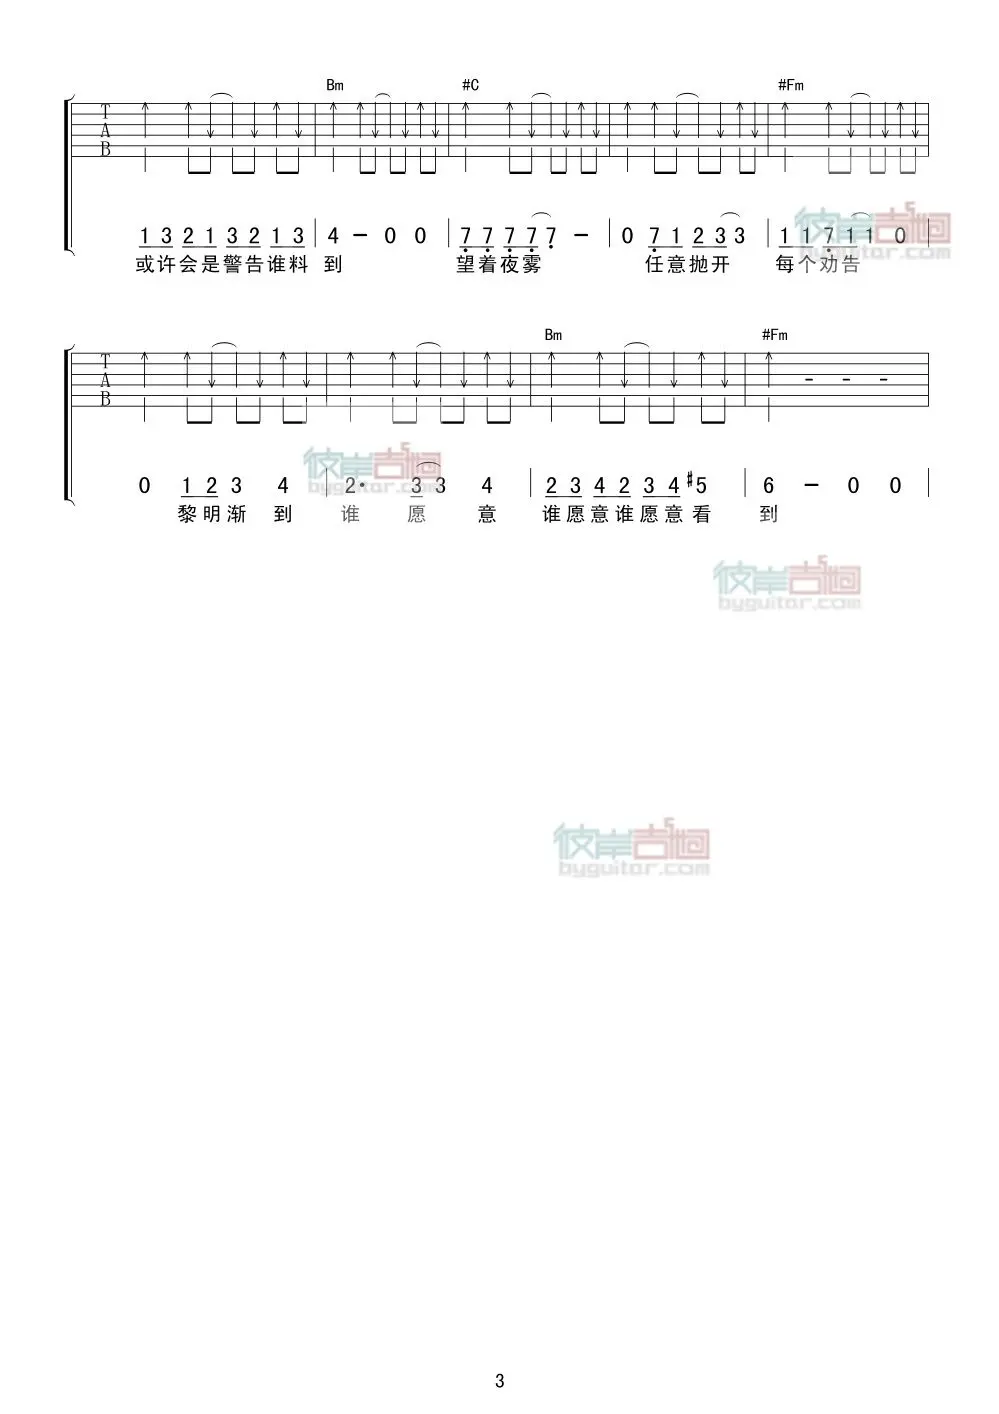 Bm #C #Fm
T
A
B
1 3 2 1 3 2 1 3 | 4 - 0 0 | 7 7 7 7 7 - | 0 7 1 2 3 3 | 1 1 7 1 1 0 |
或许会是警告谁料 到 望着夜雾 任意抛开 每个劝告
彼岸吉他
byguitar.com
Bm #Fm
T
A
B
- - -
0 1 2 3 4 | 2· 3 3 4 | 2 3 4 2 3 4 #5 | 6 - 0 0 |
黎明渐 到 谁 愿 意 谁愿意谁愿意看 到
彼岸吉他
byguitar.com
彼岸吉他
byguitar.com
彼岸吉他
byguitar.com
3